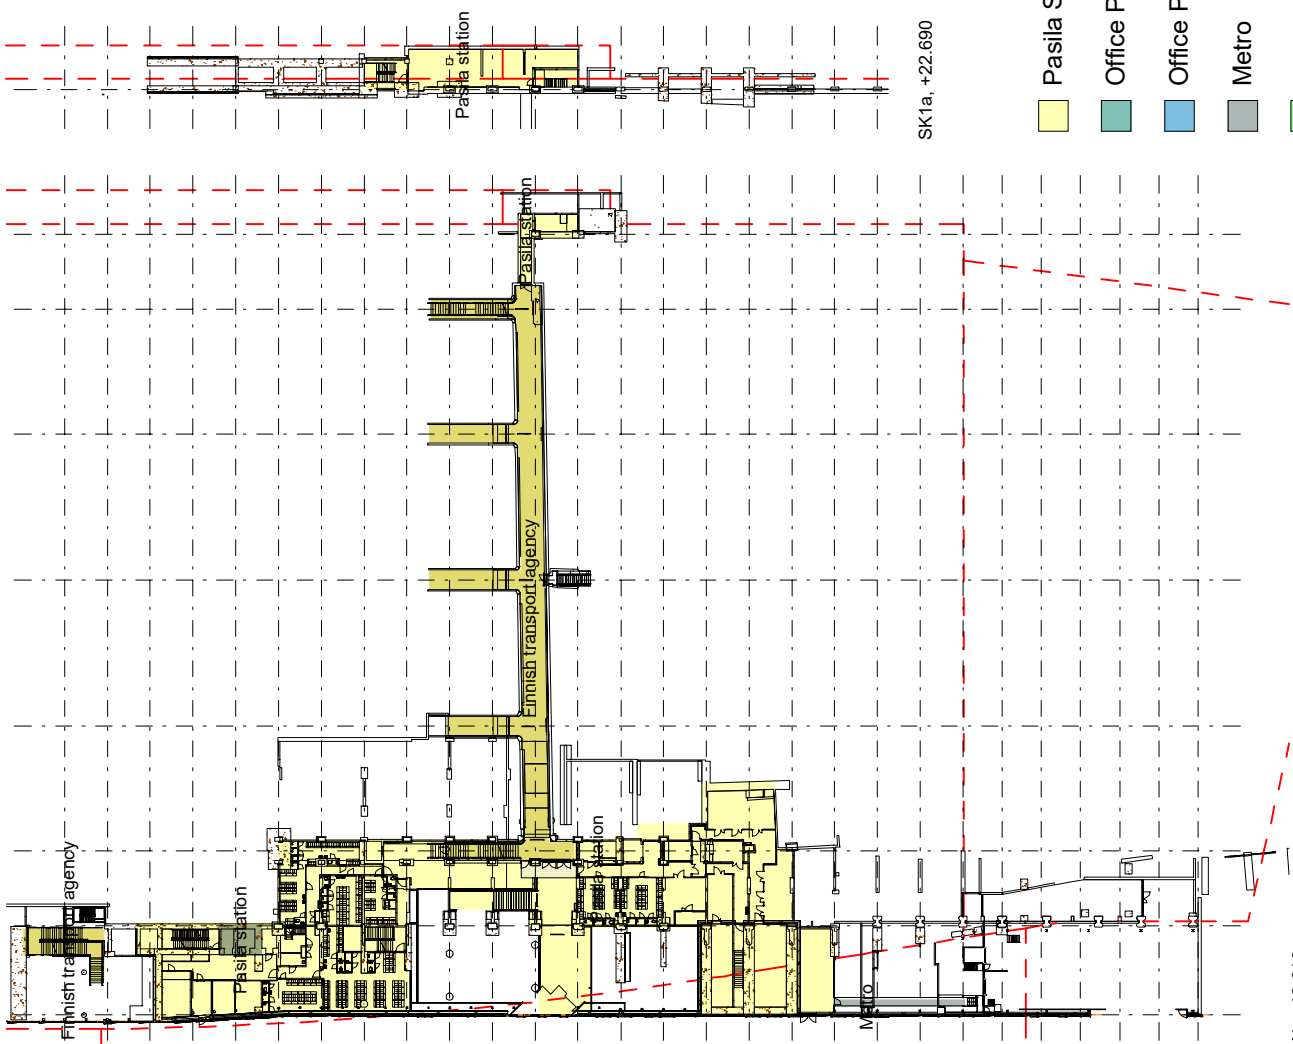 Pasila station
SK1a, +22.690
Pasila S
Office P
Office P
Metro
Pasila station
Finnish transport agency
Pasila station
Finnish transport agency
Pasila station
Metro